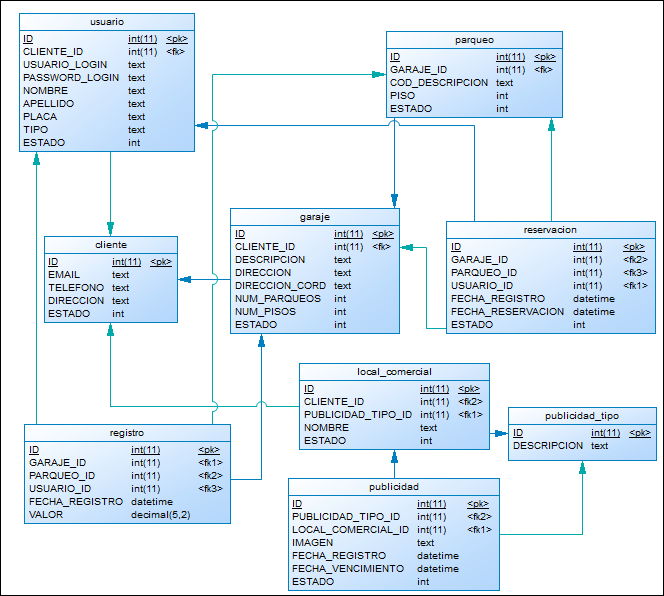 usuario
ID int(11) <pk>
CLIENTE_ID int(11) <fk>
USUARIO_LOGIN text
PASSWORD_LOGIN text
NOMBRE text
APELLIDO text
PLACA text
TIPO text
ESTADO int
parqueo
ID int(11) <pk>
GARAJE_ID int(11) <fk>
COD_DESCRIPCION text
PISO int
ESTADO int
cliente
ID int(11) <pk>
EMAIL text
TELEFONO text
DIRECCION text
ESTADO int
garaje
ID int(11) <pk>
CLIENTE_ID int(11) <fk>
DESCRIPCION text
DIRECCION text
DIRECCION_CORD text
NUM_PARQUEOS int
NUM_PISOS int
ESTADO int
reservacion
ID int(11) <pk>
GARAJE_ID int(11) <fk2>
PARQUEO_ID int(11) <fk3>
USUARIO_ID int(11) <fk1>
FECHA_REGISTRO datetime
FECHA_RESERVACION datetime
ESTADO int
local_comercial
ID int(11) <pk>
CLIENTE_ID int(11) <fk2>
PUBLICIDAD_TIPO_ID int(11) <fk1>
NOMBRE text
ESTADO int
publicidad_tipo
ID int(11) <pk>
DESCRIPCION text
registro
ID int(11) <pk>
GARAJE_ID int(11) <fk1>
PARQUEO_ID int(11) <fk2>
USUARIO_ID int(11) <fk3>
FECHA_REGISTRO datetime
VALOR decimal(5,2)
publicidad
ID int(11) <pk>
PUBLICIDAD_TIPO_ID int(11) <fk2>
LOCAL_COMERCIAL_ID int(11) <fk1>
IMAGEN text
FECHA_REGISTRO datetime
FECHA_VENCIMIENTO datetime
ESTADO int